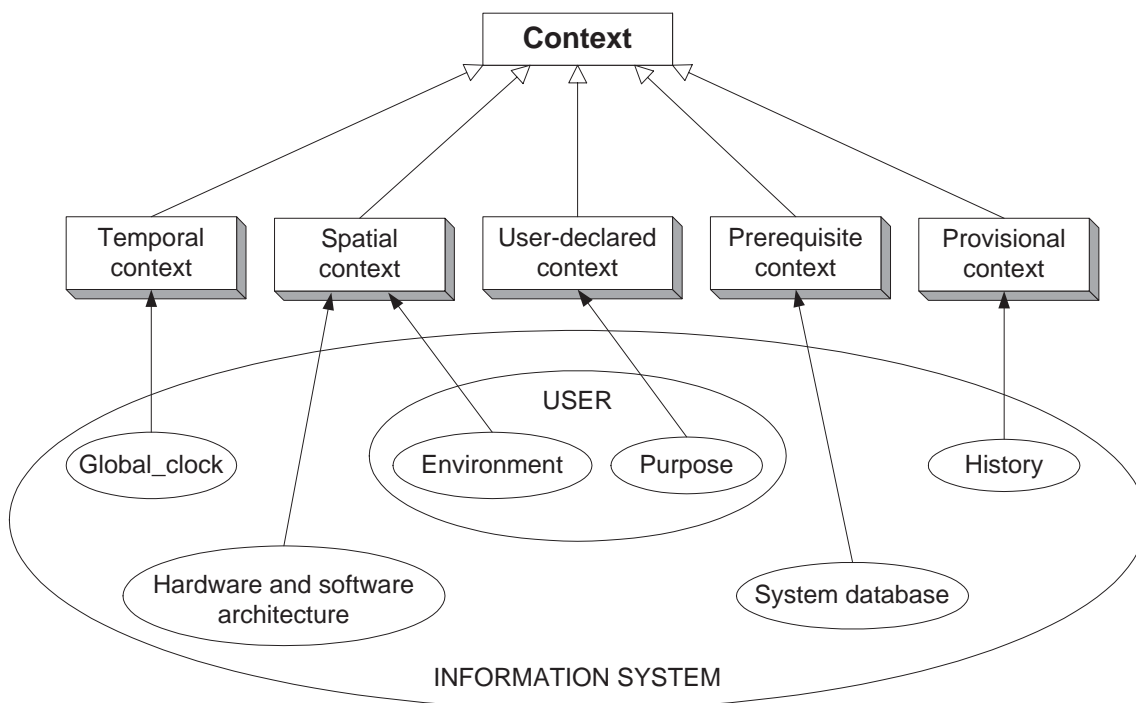 Context
Temporal
context
Spatial
context
User-declared
context
Prerequisite
context
Provisional
context
USER
Global_clock
Environment
Purpose
History
Hardware and software
architecture
System database
INFORMATION SYSTEM